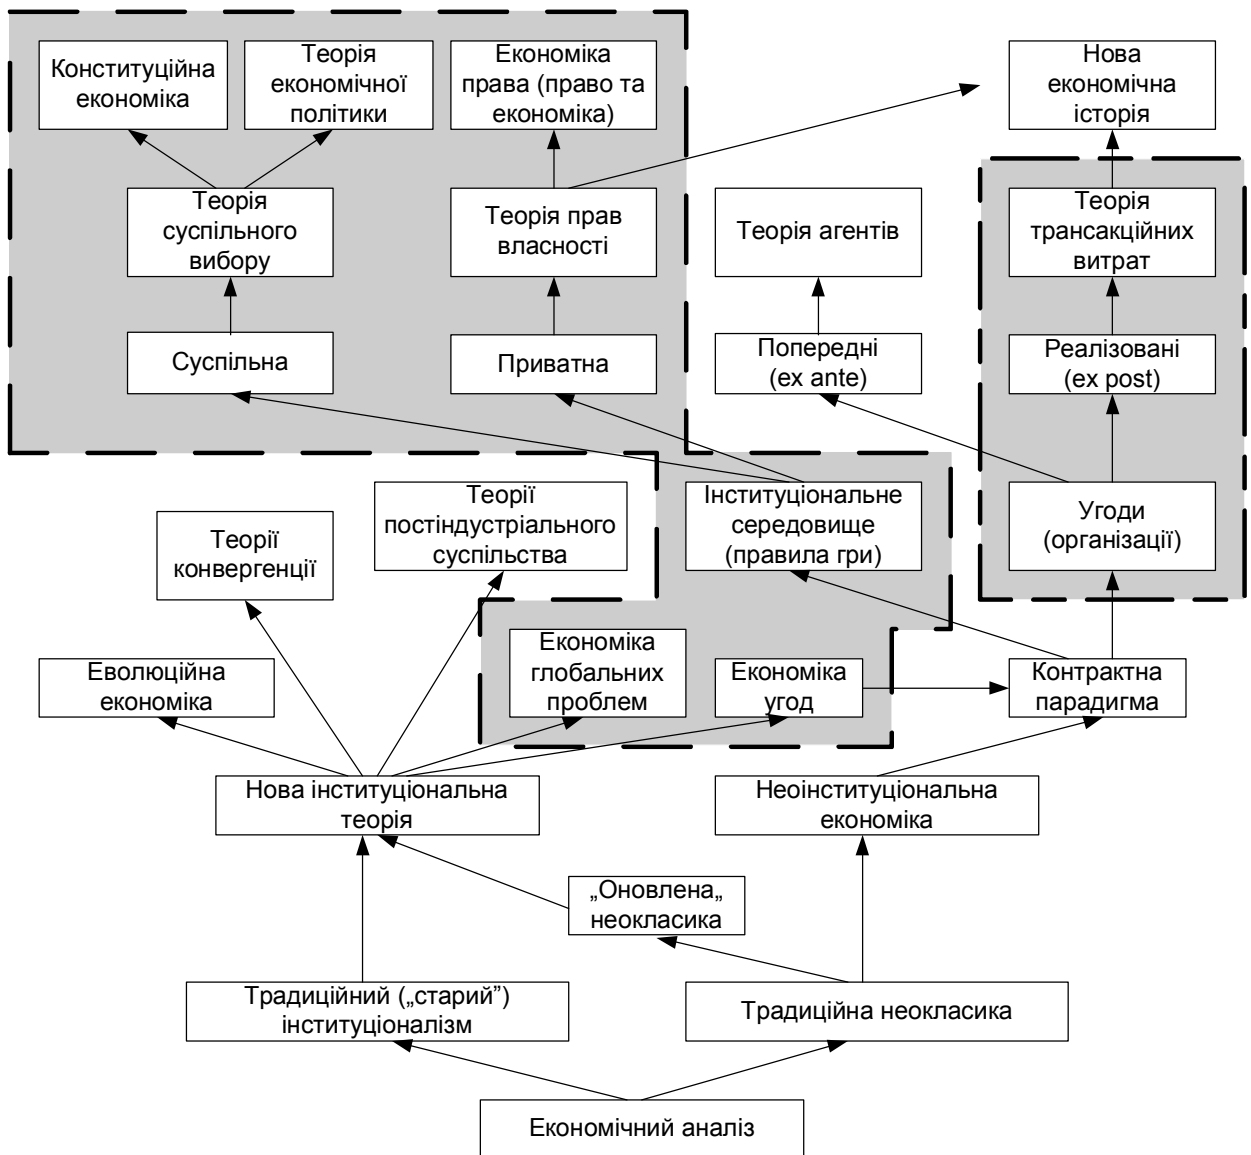 Конституційна
економіка
Теорія
економічної
політики
Економіка
права (право та
економіка)
Нова
економічна
історія
Теорія
суспільного
вибору
Теорія прав
власності
Теорія агентів
Теорія
трансакційних
витрат
Суспільна
Приватна
Попередні
(ex ante)
Реалізовані
(ex post)
Теорії
конвергенції
Теорії
постіндустріального
суспільства
Інституціональне
середовище
(правила гри)
Угоди
(організації)
Еволюційна
економіка
Економіка
глобальних
проблем
Економіка
угод
Контрактна
парадигма
Нова інституціональна
теорія
Неоінституціональна
економіка
„Оновлена„
неокласика
Традиційний („старий”)
інституціоналізм
Традиційна неокласика
Економічний аналіз